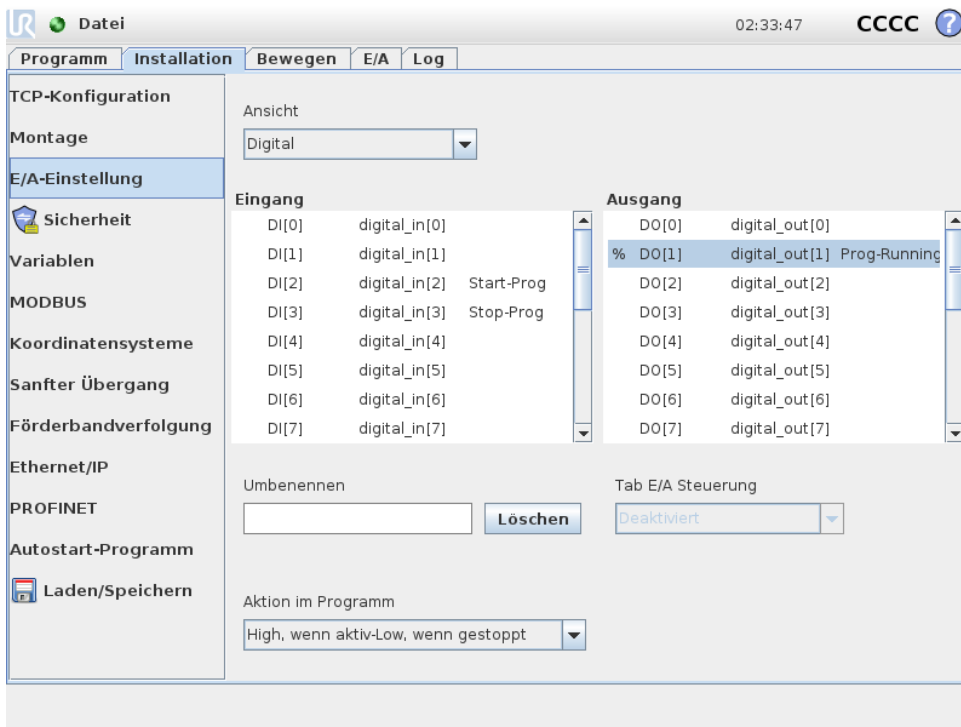 UR Datei 02:33:47 CCCC ?
Programm Installation Bewegen E/A Log
TCP-Konfiguration
Montage
E/A-Einstellung
Sicherheit
Variablen
MODBUS
Koordinatensysteme
Sanfter Übergang
Förderbandverfolgung
Ethernet/IP
PROFINET
Autostart-Programm
Laden/Speichern
Ansicht
Digital
Eingang
DI[0] digital_in[0]
DI[1] digital_in[1]
DI[2] digital_in[2] Start-Prog
DI[3] digital_in[3] Stop-Prog
DI[4] digital_in[4]
DI[5] digital_in[5]
DI[6] digital_in[6]
DI[7] digital_in[7]
Ausgang
DO[0] digital_out[0]
% DO[1] digital_out[1] Prog-Running
DO[2] digital_out[2]
DO[3] digital_out[3]
DO[4] digital_out[4]
DO[5] digital_out[5]
DO[6] digital_out[6]
DO[7] digital_out[7]
Umbenennen
Löschen
Tab E/A Steuerung
Deaktiviert
Aktion im Programm
High, wenn aktiv-Low, wenn gestoppt